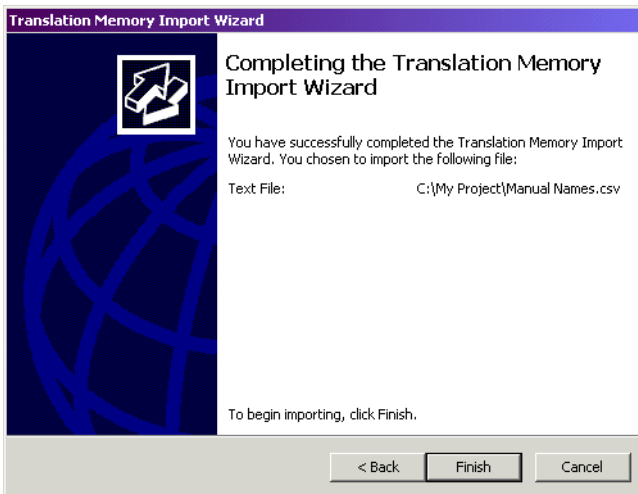 Translation Memory Import Wizard
Completing the Translation Memory
Import Wizard
You have successfully completed the Translation Memory Import
Wizard. You chosen to import the following file:
Text File: C:\My Project\Manual Names.csv
To begin importing, click Finish.
< Back Finish Cancel